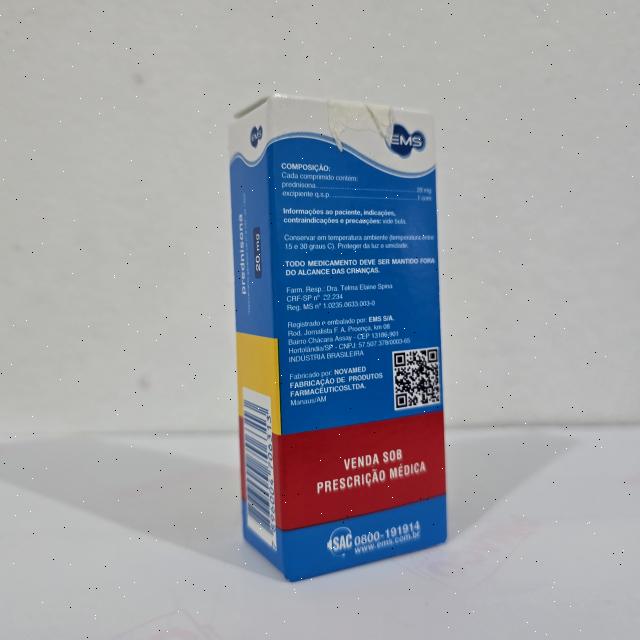 EMS
EMS
COMPOSIÇÃO:
Cada comprimido contém:
prednisona 20 mg
excipiente q.s.p. 1 com
Informações ao paciente, indicações,
contraindicações e precauções: vide bula.
Conservar em temperatura ambiente (temperatura entre
15 e 30 graus C). Proteger da luz e umidade.
TODO MEDICAMENTO DEVE SER MANTIDO FORA
DO ALCANCE DAS CRIANÇAS.
Farm. Resp.: Dra. Telma Elaine Spina
CRF-SP nº 22.234
Reg. MS nº 1.0235.0633.003-0
Registrado e embalado por: EMS S/A.
Rod. Jornalista F. A. Proença, km 08
Bairro Chácara Assay - CEP 13186-901
Hortolândia/SP - CNPJ: 57.507.378/0003-65
INDÚSTRIA BRASILEIRA
Fabricado por: NOVAMED
FABRICAÇÃO DE PRODUTOS
FARMACÊUTICOS LTDA.
Manaus/AM
VENDA SOB
PRESCRIÇÃO MÉDICA
SAC 0800-191914
www.ems.com.br
prednisona
20 mg